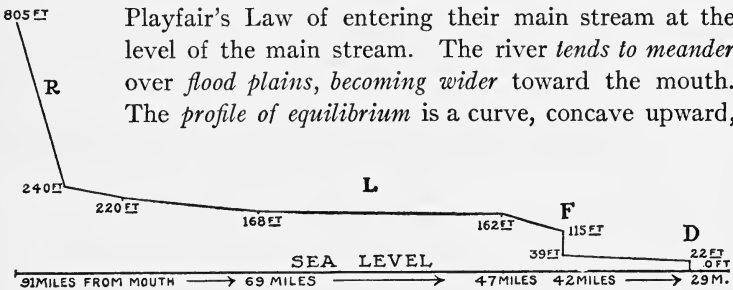 Playfair's Law of entering their main stream at the
level of the main stream. The river tends to meander
over flood plains, becoming wider toward the mouth.
The profile of equilibrium is a curve, concave upward,
805 FT
R
240 FT
220 FT
168 FT
L
162 FT
F
115 FT
39 FT
D
22 FT
0 FT
SEA LEVEL
91 MILES FROM MOUTH 69 MILES 47 MILES 42 MILES 29 M.